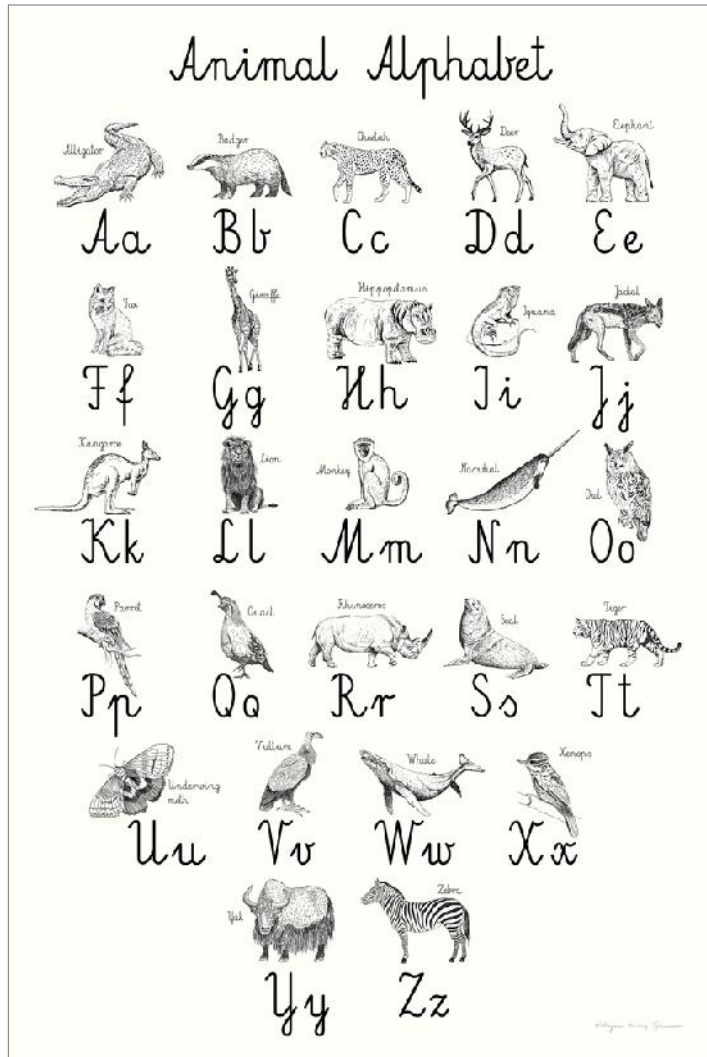 Animal Alphabet
Alligator Badger Cheetah Deer Elephant
Aa Bb Cc Dd Ee
Fox Giraffe Hippopotamus Iguana Jackal
Ff Gg Hh Ii Jj
Kangaroo Lion Monkey Narwhal Owl
Kk Ll Mm Nn Oo
Parrot Quail Rhinoceros Seal Tiger
Pp Qq Rr Ss Tt
Underwing moth Vulture Whale Xenops
Uu Vv Ww Xx
Yak Zebra
Yy Zz